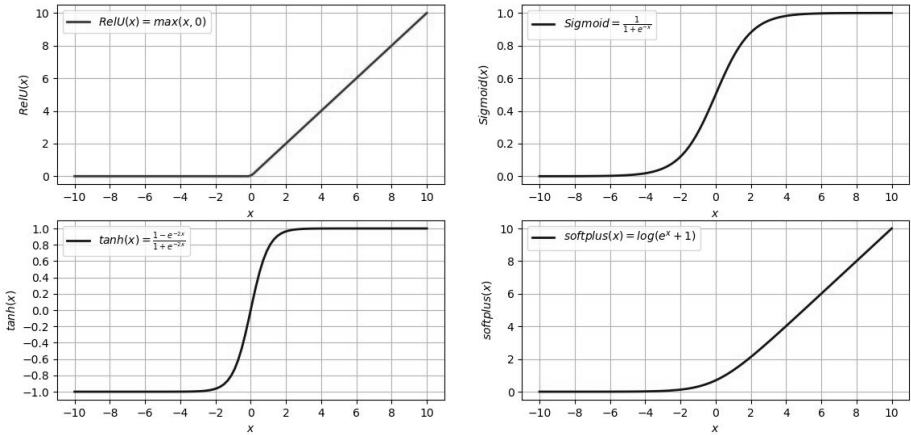 RelU(x) = max(x, 0)
RelU(x)
10
8
6
4
2
0
−10 −8 −6 −4 −2 0 2 4 6 8 10
x
Sigmoid = 1/(1 + e^{-x})
Sigmoid(x)
1.0
0.8
0.6
0.4
0.2
0.0
−10 −8 −6 −4 −2 0 2 4 6 8 10
x
tanh(x) = (1 − e^{−2x})/(1 + e^{−2x})
tanh(x)
1.0
0.8
0.6
0.4
0.2
0.0
−0.2
−0.4
−0.6
−0.8
−1.0
−10 −8 −6 −4 −2 0 2 4 6 8 10
x
softplus(x) = log(e^x + 1)
softplus(x)
10
8
6
4
2
0
−10 −8 −6 −4 −2 0 2 4 6 8 10
x